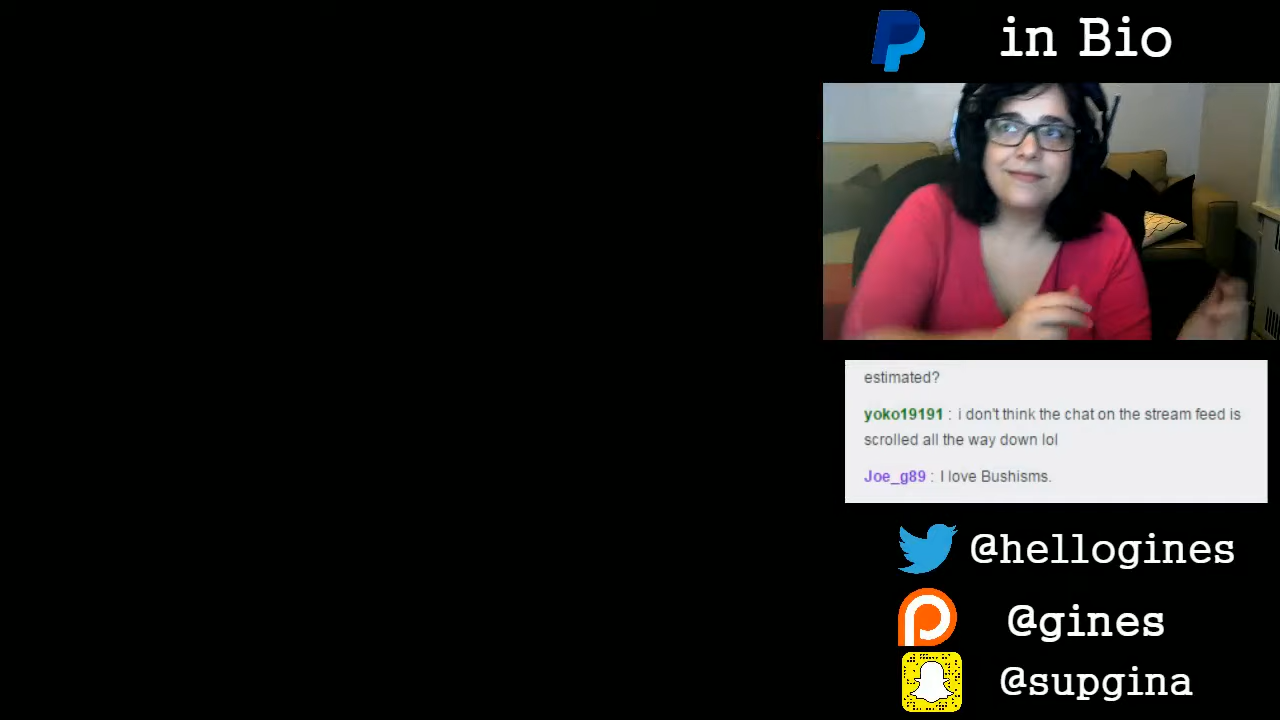 in Bio
estimated?
yoko19191 : i don't think the chat on the stream feed is
scrolled all the way down lol
Joe_g89 : I love Bushisms.
@hellogines
@gines
@supgina